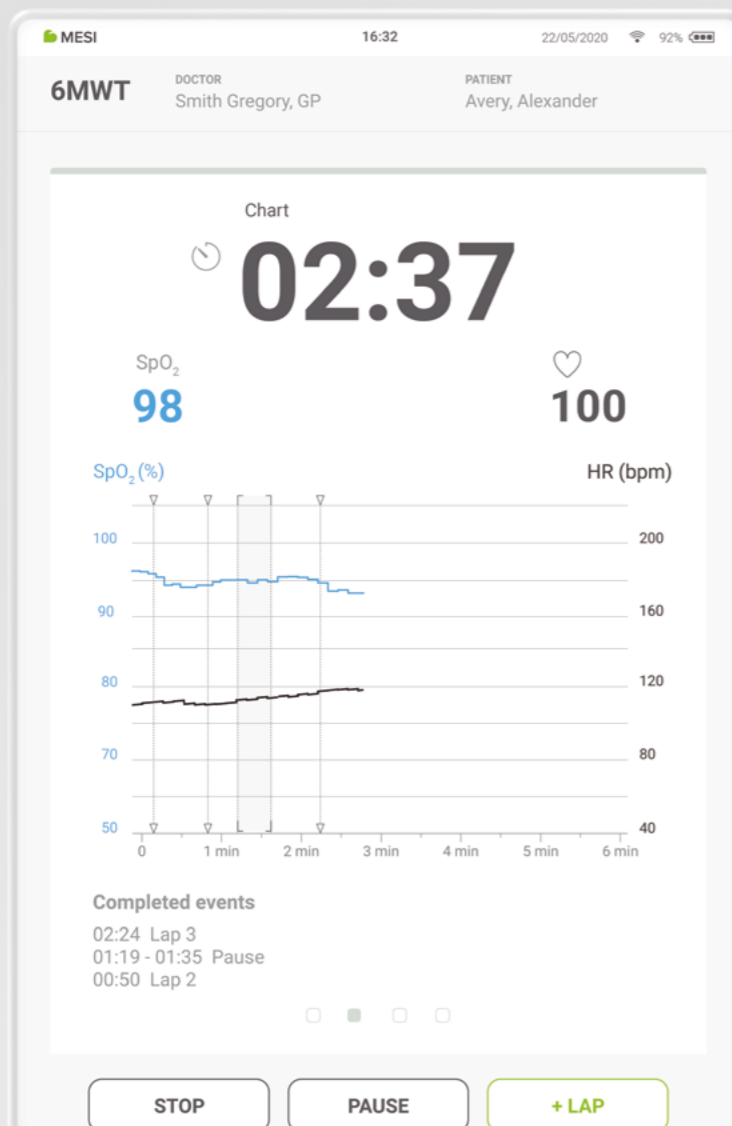 MESI 16:32 22/05/2020 92%
6MWT
DOCTOR
Smith Gregory, GP
PATIENT
Avery, Alexander
Chart
02:37
SpO₂
98
100
SpO₂ (%) HR (bpm)
100 200
90 160
80 120
70 80
50 40
0 1 min 2 min 3 min 4 min 5 min 6 min
Completed events
02:24 Lap 3
01:19 - 01:35 Pause
00:50 Lap 2
STOP PAUSE + LAP